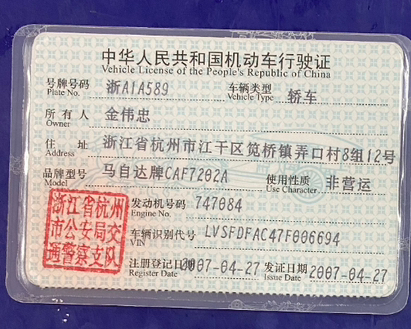 中华人民共和国机动车行驶证
Vehicle License of the People's Republic of China
号牌号码 浙A1A589 车辆类型 轿车
Plate No. Vehicle Type
所有人 金伟忠
Owner
住址 浙江省杭州市江干区笕桥镇弄口村8组12号
Address
品牌型号 马自达牌CAF7202A 使用性质 非营运
Model Use Character
浙江省杭州
市公安局交
通警察支队
发动机号码 747084
Engine No.
车辆识别代号 LVSFDFAC47F006694
VIN
注册登记日期 2007-04-27 发证日期 2007-04-27
Register Date Issue Date